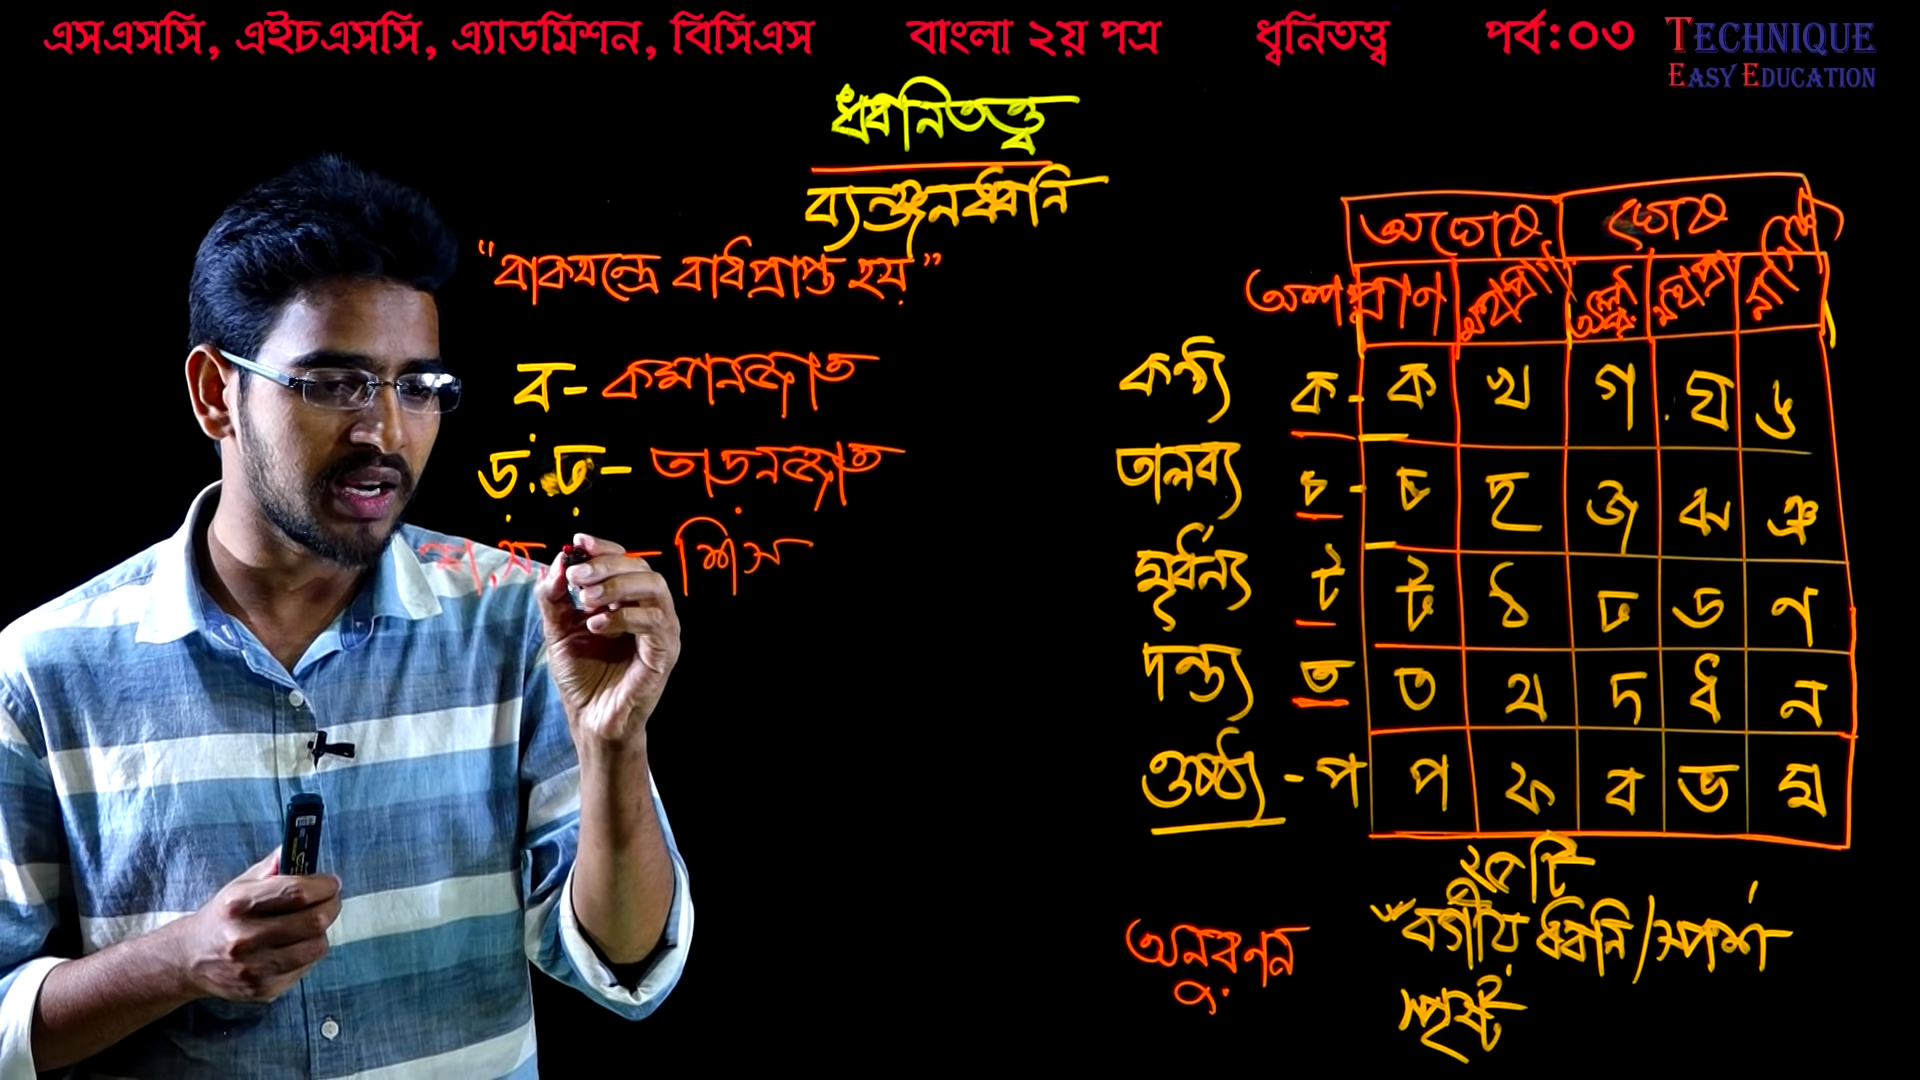 এসএসসি, এইচএসসি, এ্যাডমিশন, বিসিএস বাংলা ২য় পত্র ধ্বনিতত্ত্ব পর্ব:০৩ TECHNIQUE
EASY EDUCATION
ধ্বনিতত্ত্ব
ব্যঞ্জনধ্বনি
"বাকযন্ত্রে বাধাপ্রাপ্ত হয়"
র- কম্পনজাত
ড়. ঢ়- তাড়নজাত
শ, ষ, - শিস
অঘোষ ঘোষ
অল্প প্রাণ মহাপ্রাণ অল্প মহাপ্রা
কণ্ঠ্য ক - ক খ গ ঘ ঙ
তালব্য চ - চ ছ জ ঝ ঞ
মূর্ধন্য ট ট ঠ ঢ ড ণ
দন্ত্য ত ত থ দ ধ ন
ওষ্ঠ্য - প প ফ ব ভ ম
২৫টি
"বর্গীয় ধ্বনি/স্পর্শ
স্পৃষ্ট
অনুরণন